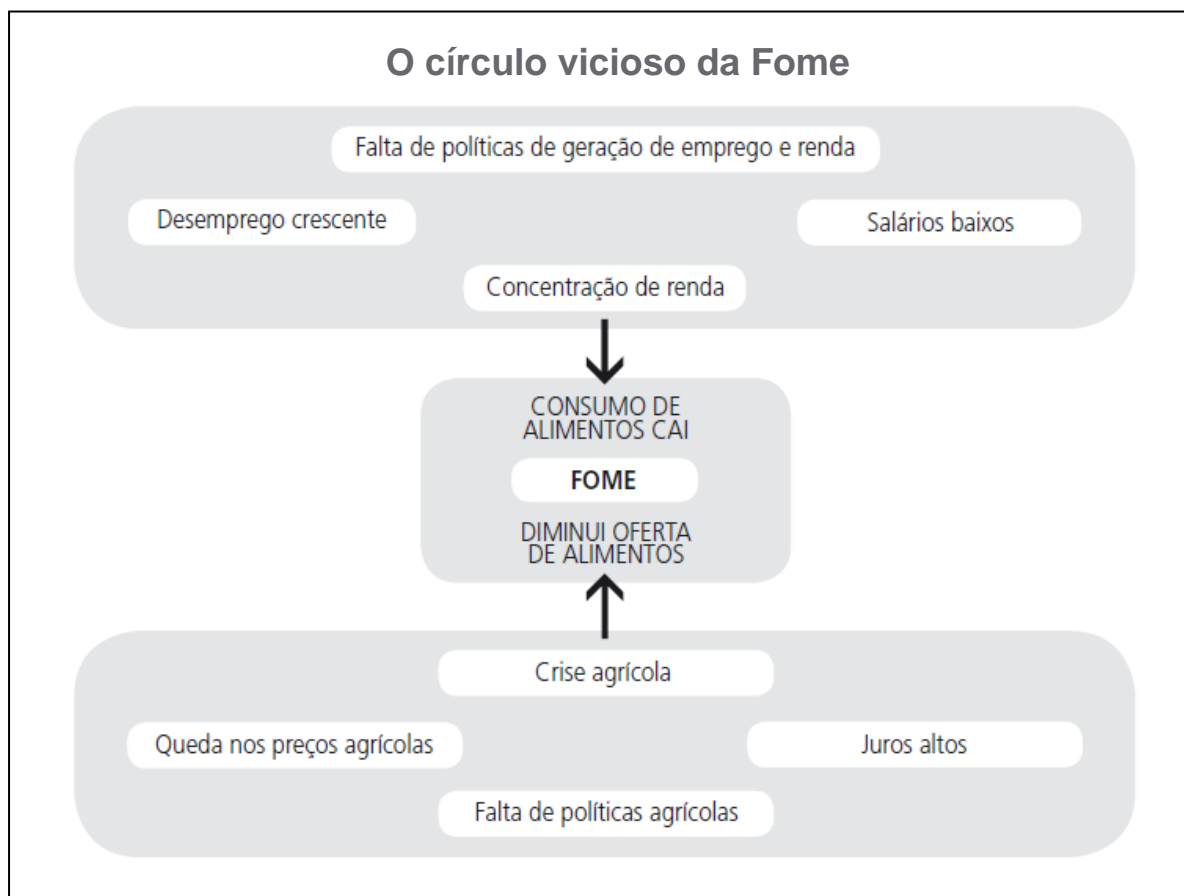 O círculo vicioso da Fome
Falta de políticas de geração de emprego e renda
Desemprego crescente
Salários baixos
Concentração de renda
CONSUMO DE
ALIMENTOS CAI
FOME
DIMINUI OFERTA
DE ALIMENTOS
Crise agrícola
Queda nos preços agrícolas
Juros altos
Falta de políticas agrícolas